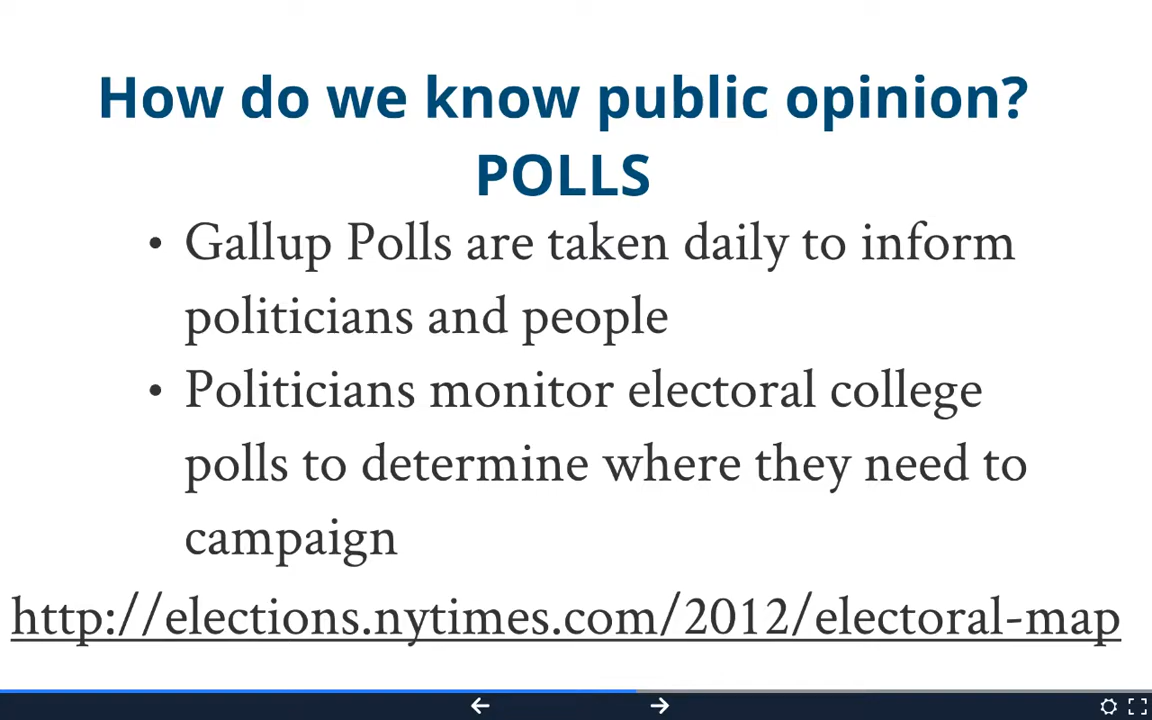 How do we know public opinion?
POLLS
• Gallup Polls are taken daily to inform
politicians and people
• Politicians monitor electoral college
polls to determine where they need to
campaign
http://elections.nytimes.com/2012/electoral-map